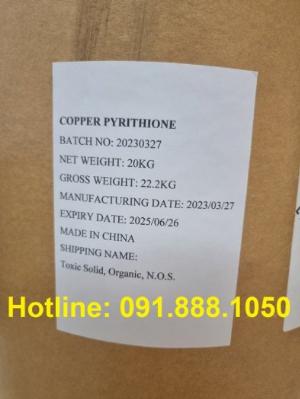 COPPER PYRITHIONE
BATCH NO: 20230327
NET WEIGHT: 20KG
GROSS WEIGHT: 22.2KG
MANUFACTURING DATE: 2023/03/27
EXPIRY DATE: 2025/06/26
MADE IN CHINA
SHIPPING NAME:
Toxic Solid, Organic, N.O.S.
Hotline: 091.888.1050